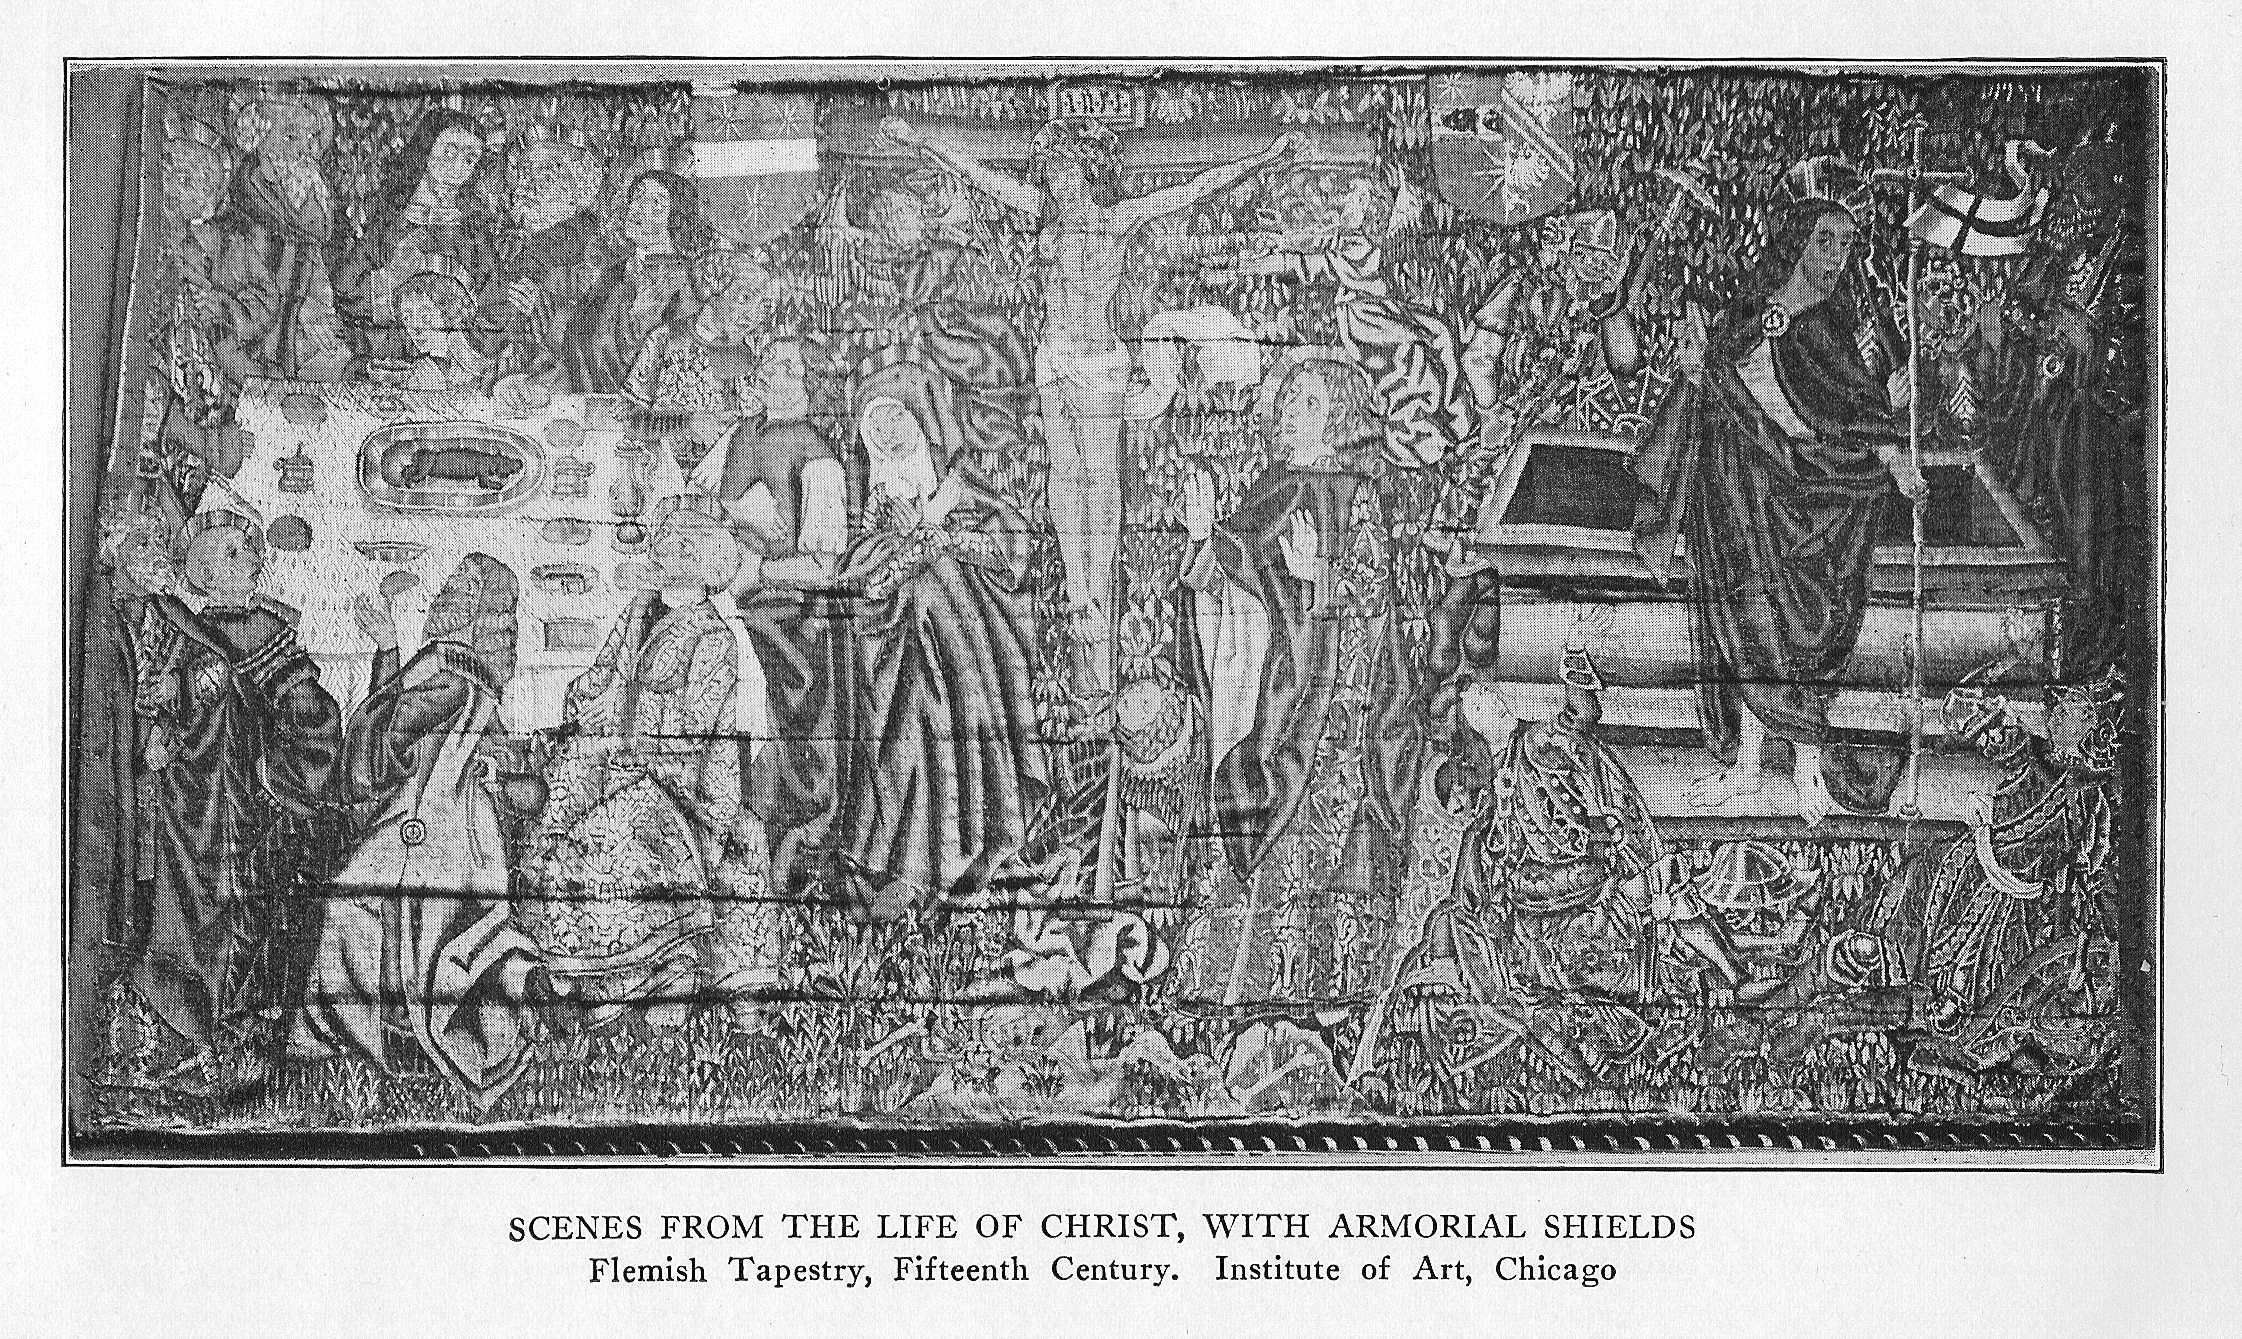 SCENES FROM THE LIFE OF CHRIST, WITH ARMORIAL SHIELDS
Flemish Tapestry, Fifteenth Century. Institute of Art, Chicago